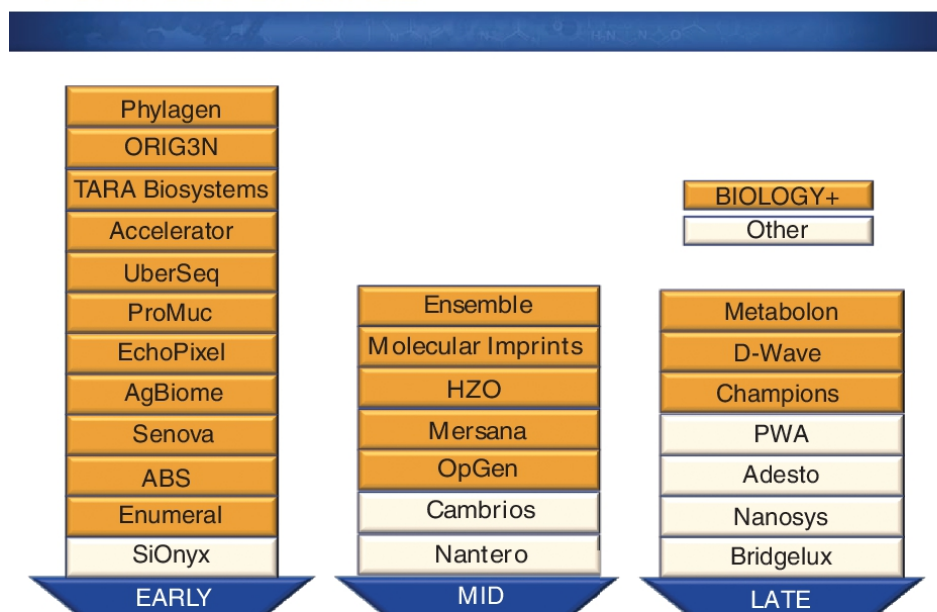 Phylagen
ORIG3N
TARA Biosystems
Accelerator
UberSeq
ProMuc
EchoPixel
AgBiome
Senova
ABS
Enumeral
SiOnyx
EARLY
Ensemble
Molecular Imprints
HZO
Mersana
OpGen
Cambrios
Nantero
MID
BIOLOGY+
Other
Metabolon
D-Wave
Champions
PWA
Adesto
Nanosys
Bridgelux
LATE